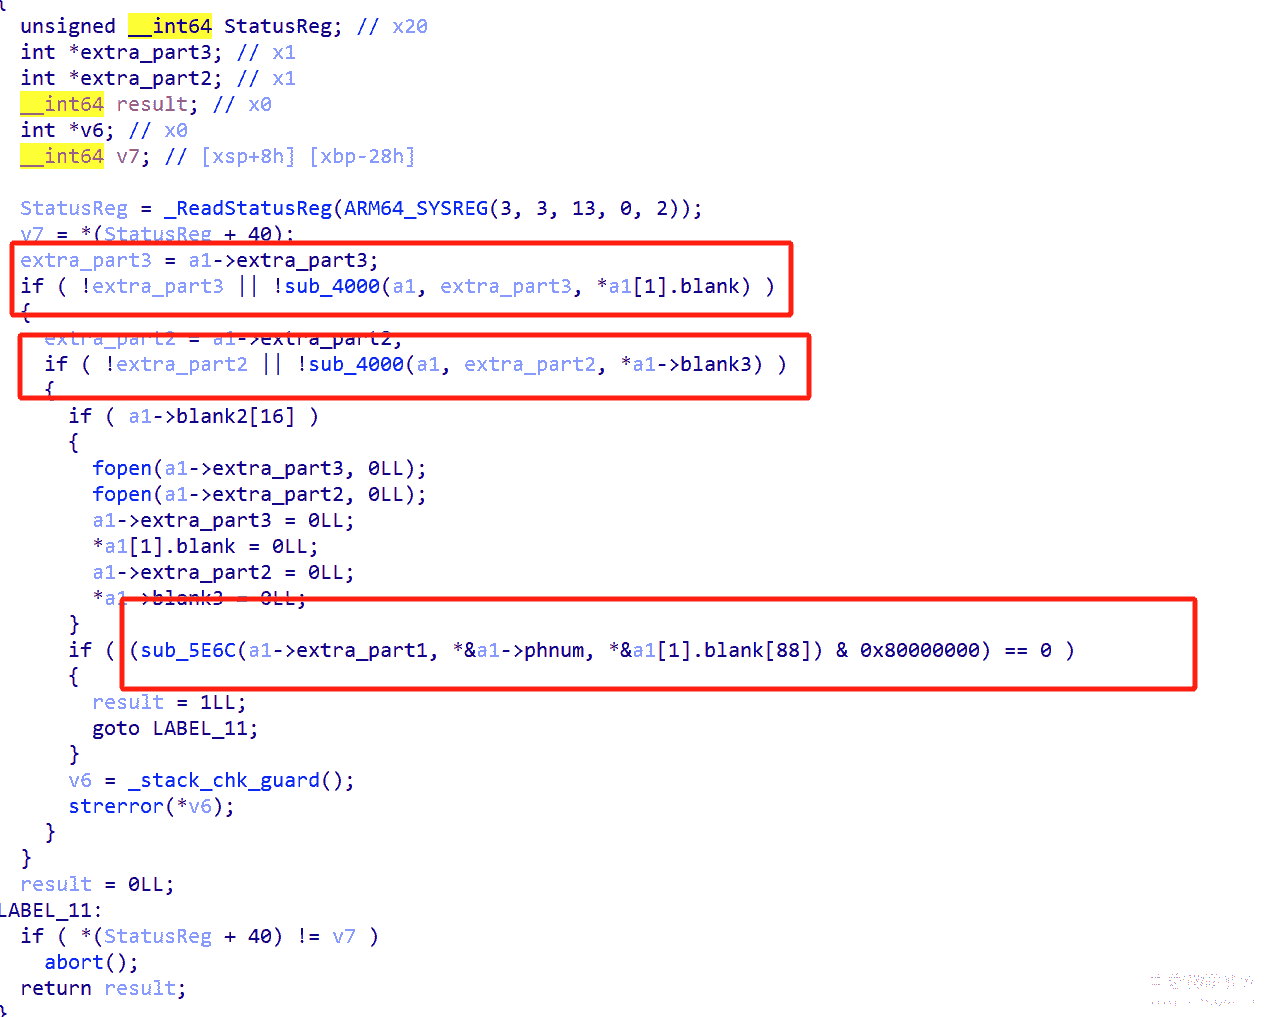 {
unsigned __int64 StatusReg; // x20
int *extra_part3; // x1
int *extra_part2; // x1
__int64 result; // x0
int *v6; // x0
__int64 v7; // [xsp+8h] [xbp-28h]
StatusReg = _ReadStatusReg(ARM64_SYSREG(3, 3, 13, 0, 2));
v7 = *(StatusReg + 40);
extra_part3 = a1->extra_part3;
if ( !extra_part3 || !sub_4000(a1, extra_part3, *a1[1].blank) )
{
extra_part2 = a1->extra_part2;
if ( !extra_part2 || !sub_4000(a1, extra_part2, *a1->blank3) )
{
if ( a1->blank2[16] )
{
fopen(a1->extra_part3, 0LL);
fopen(a1->extra_part2, 0LL);
a1->extra_part3 = 0LL;
*a1[1].blank = 0LL;
a1->extra_part2 = 0LL;
*a1->blank3 = 0LL;
}
if ( (sub_5E6C(a1->extra_part1, *&a1->phnum, *&a1[1].blank[88]) & 0x80000000) == 0 )
{
result = 1LL;
goto LABEL_11;
}
v6 = _stack_chk_guard();
strerror(*v6);
}
}
result = 0LL;
LABEL_11:
if ( *(StatusReg + 40) != v7 )
abort();
return result;
}